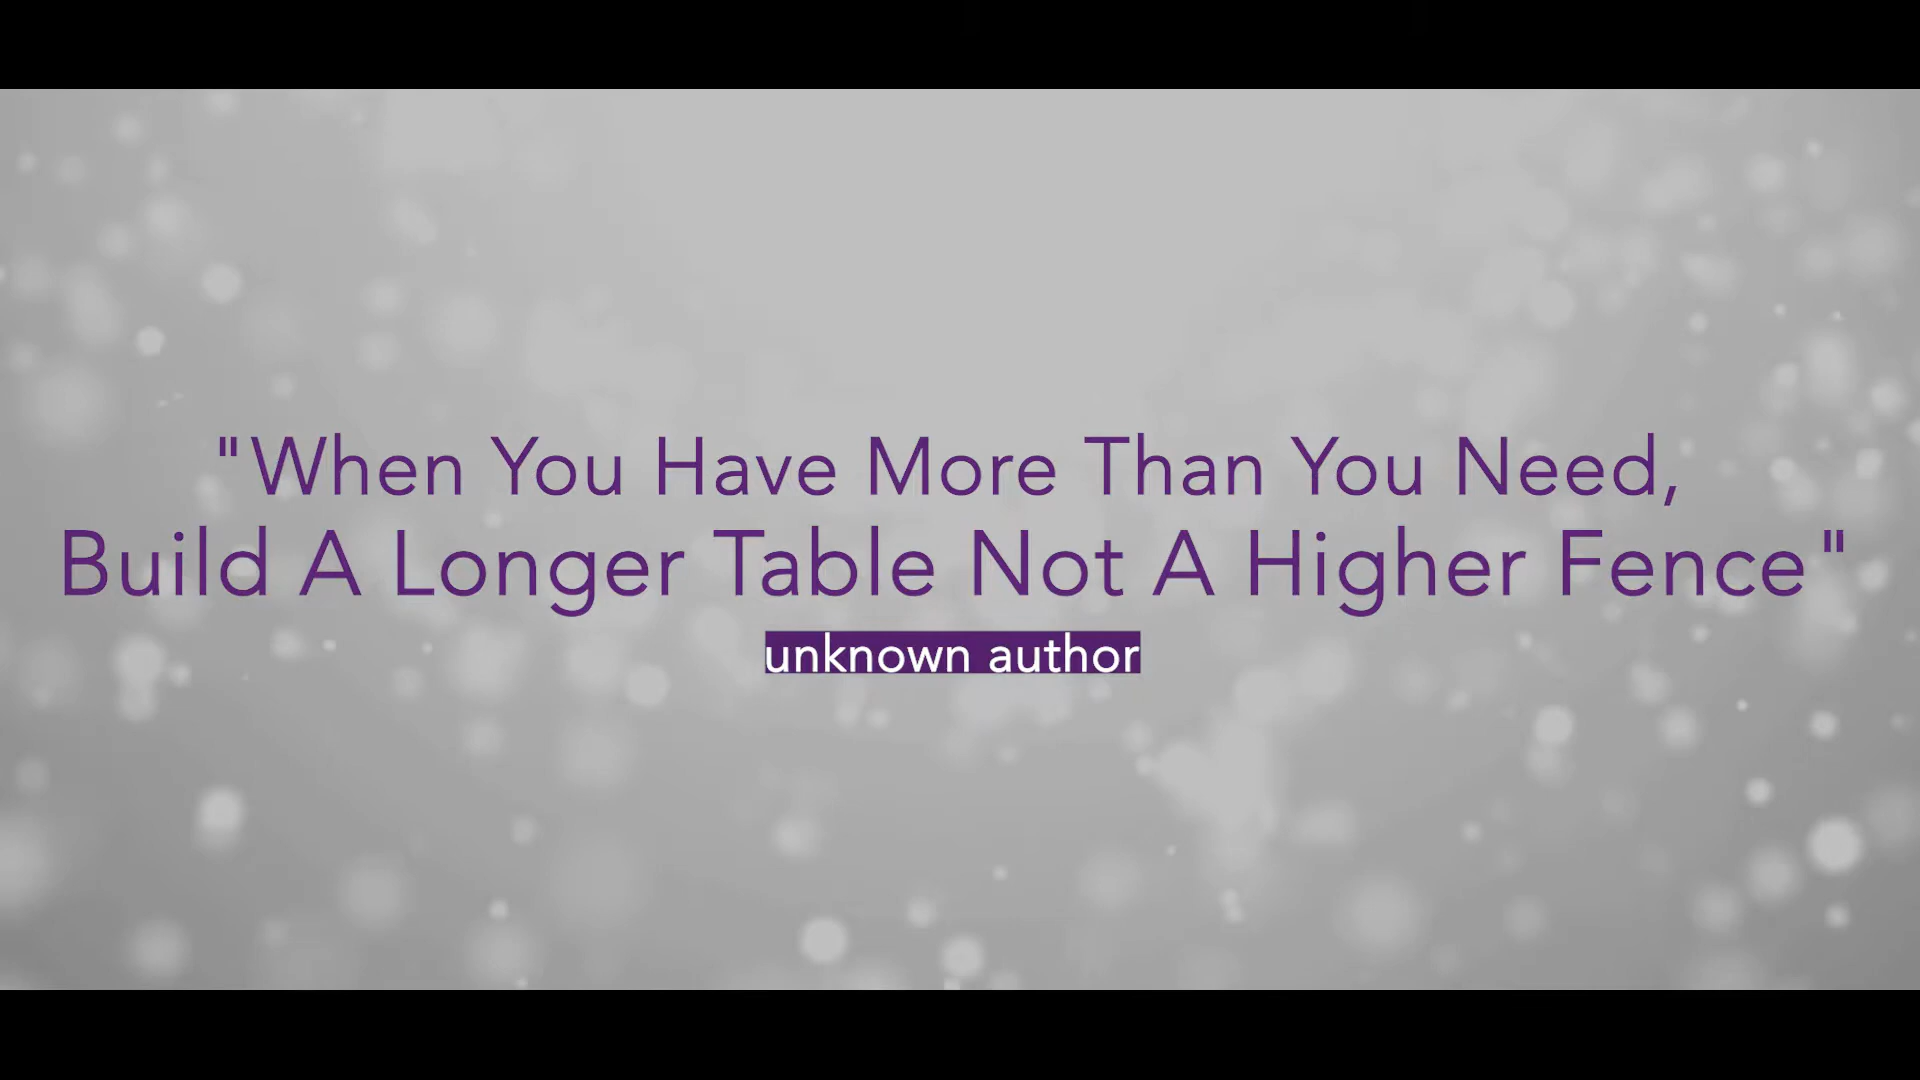 "When You Have More Than You Need,
Build A Longer Table Not A Higher Fence"
unknown author